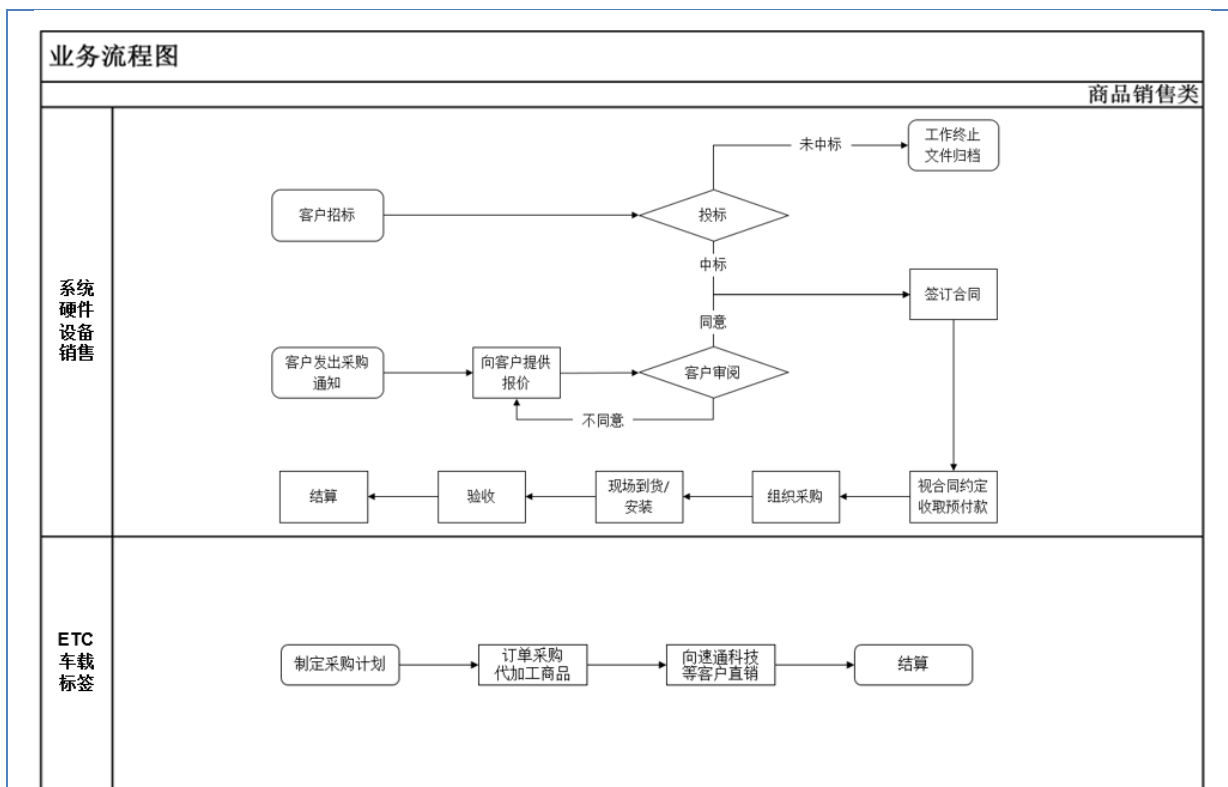 业务流程图
商品销售类
系统
硬件
设备
销售
未中标
工作终止
文件归档
客户招标
投标
中标
签订合同
同意
客户发出采购
通知
向客户提供
报价
客户审阅
不同意
结算
验收
现场到货/
安装
组织采购
视合同约定
收取预付款
ETC
车载
标签
制定采购计划
订单采购
代加工商品
向速通科技
等客户直销
结算